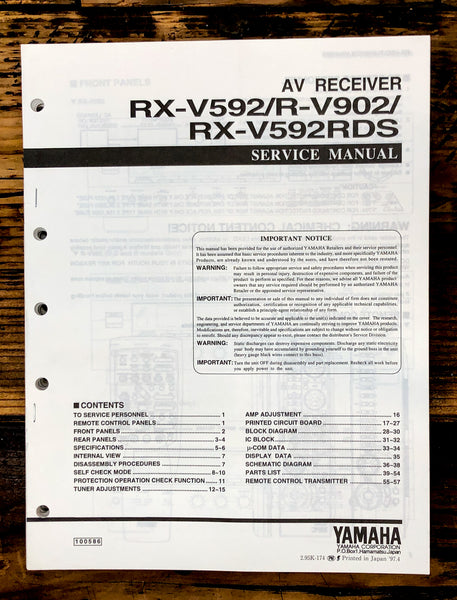 AV RECEIVER
RX-V592/R-V902/
RX-V592RDS
SERVICE MANUAL
IMPORTANT NOTICE
This manual has been provided for the use of authorized YAMAHA Retailers and their service personnel.
It has been assumed that basic service procedures inherent to the industry, and more specifically YAMAHA
Products, are already known and understood by the users, and have therefore not been restated.
WARNING: Failure to follow appropriate service and safety procedures when servicing this product
may result in personal injury, destruction of expensive components, and failure of the
product to perform as specified. For these reasons, we advise all YAMAHA product
owners that any service required should be performed by an authorized YAMAHA
Retailer or the appointed service representative.
IMPORTANT: The presentation or sale of this manual to any individual or firm does not constitute
authorization, certification or recognition of any applicable technical capabilities,
or establish a principle-agent relationship of any form.
The data provided is believed to be accurate and applicable to the unit(s) indicated on the cover. The research,
engineering, and service departments of YAMAHA are continually striving to improve YAMAHA products.
Modifications are, therefore, inevitable and specifications are subject to change without notice or obligation
to retrofit. Should any discrepancy appear to exist, please contact the distributor's Service Division.
WARNING: Static discharges can destroy expensive components. Discharge any static electricity
your body may have accumulated by grounding yourself to the ground buss in the unit
(heavy gauge black wires connect to this buss).
IMPORTANT: Turn the unit OFF during disassembly and part replacement. Recheck all work before
you apply power to the unit.
■ CONTENTS
TO SERVICE PERSONNEL 1
REMOTE CONTROL PANELS 1
FRONT PANELS 2
REAR PANELS 3–4
SPECIFICATIONS 5–6
INTERNAL VIEW 7
DISASSEMBLY PROCEDURES 7
SELF CHECK MODE 8–10
PROTECTION OPERATION CHECK FUNCTION 11
TUNER ADJUSTMENTS 12–15
AMP ADJUSTMENT 16
PRINTED CIRCUIT BOARD 17–27
BLOCK DIAGRAM 28–30
IC BLOCK 31–32
μ-COM DATA 33–34
DISPLAY DATA 35
SCHEMATIC DIAGRAM 36–38
PARTS LIST 39–54
REMOTE CONTROL TRANSMITTER 55–57
100586
YAMAHA
YAMAHA CORPORATION
P.O.Box1, Hamamatsu, Japan
2.95K-174 Printed in Japan '97.4